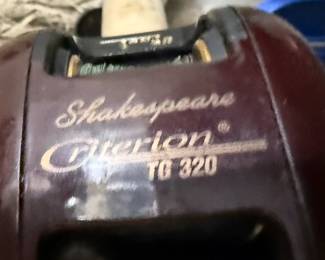 Shakespeare
Criterion®
TG 320